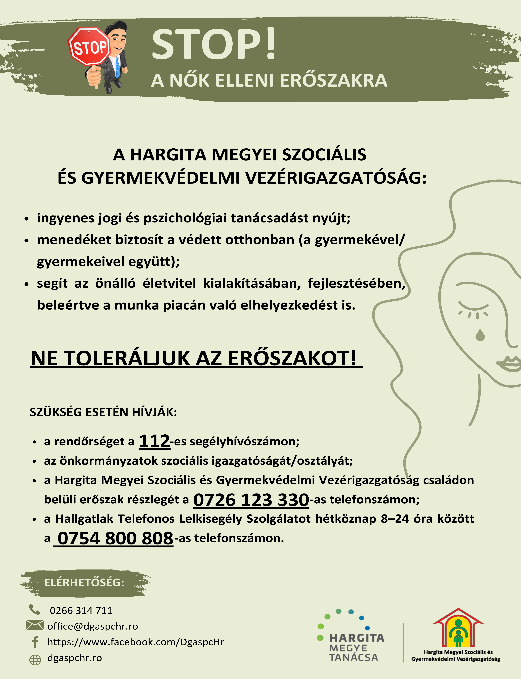 STOP
STOP!
A NŐK ELLENI ERŐSZAKRA
A HARGITA MEGYEI SZOCIÁLIS
ÉS GYERMEKVÉDELMI VEZÉRIGAZGATÓSÁG:
• ingyenes jogi és pszichológiai tanácsadást nyújt;
• menedéket biztosít a védett otthonban (a gyermekével/
gyermekeivel együtt);
• segít az önálló életvitel kialakításában, fejlesztésében,
beleértve a munka piacán való elhelyezkedést is.
NE TOLERÁLJUK AZ ERŐSZAKOT!
SZÜKSÉG ESETÉN HÍVJÁK:
• a rendőrséget a 112-es segélyhívószámon;
• az önkormányzatok szociális igazgatóságát/osztályát;
• a Hargita Megyei Szociális és Gyermekvédelmi Vezérigazgatóság családon
belüli erőszak részlegét a 0726 123 330-as telefonszámon;
• a Hallgatlak Telefonos Lelkisegély Szolgálatot hétköznap 8–24 óra között
a 0754 800 808-as telefonszámon.
ELÉRHETŐSÉG:
0266 314 711
office@dgaspchr.ro
https://www.facebook.com/DgaspcHr
dgaspchr.ro
HARGITA
MEGYE
TANÁCSA
Hargita Megyei Szociális és
Gyermekvédelmi Vezérigazgatóság